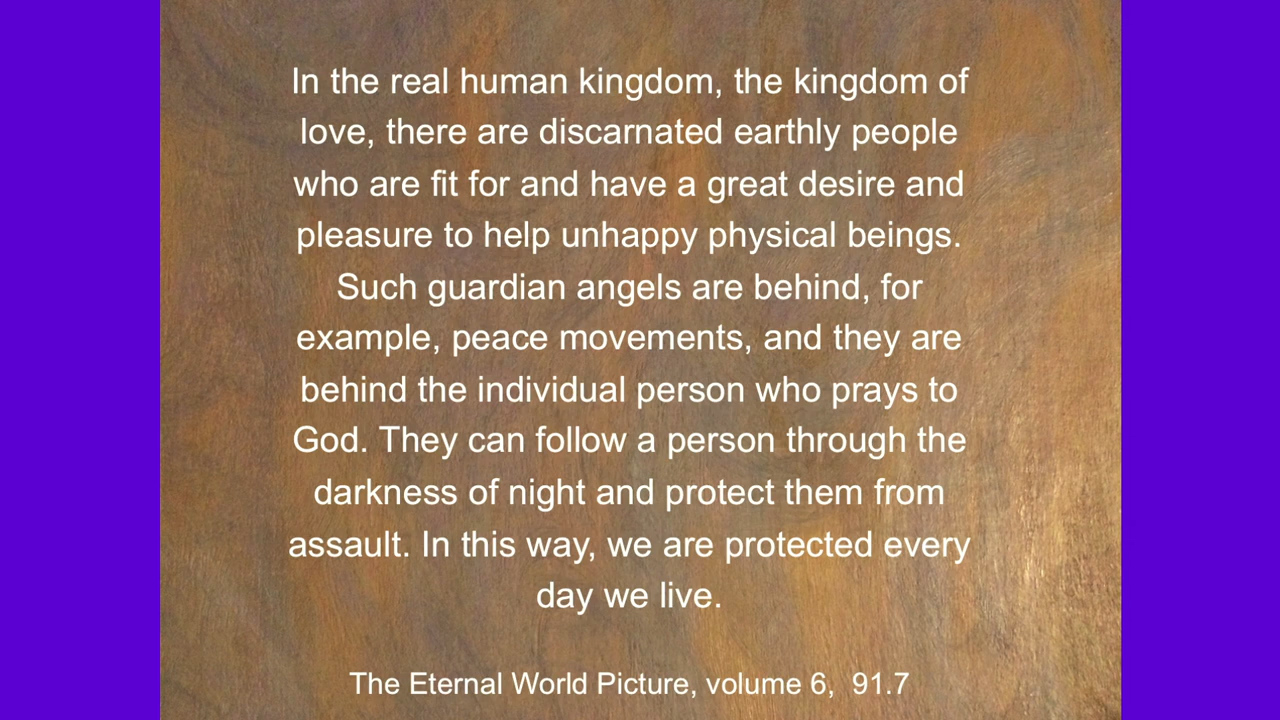 In the real human kingdom, the kingdom of
love, there are discarnated earthly people
who are fit for and have a great desire and
pleasure to help unhappy physical beings.
Such guardian angels are behind, for
example, peace movements, and they are
behind the individual person who prays to
God. They can follow a person through the
darkness of night and protect them from
assault. In this way, we are protected every
day we live.
The Eternal World Picture, volume 6,  91.7